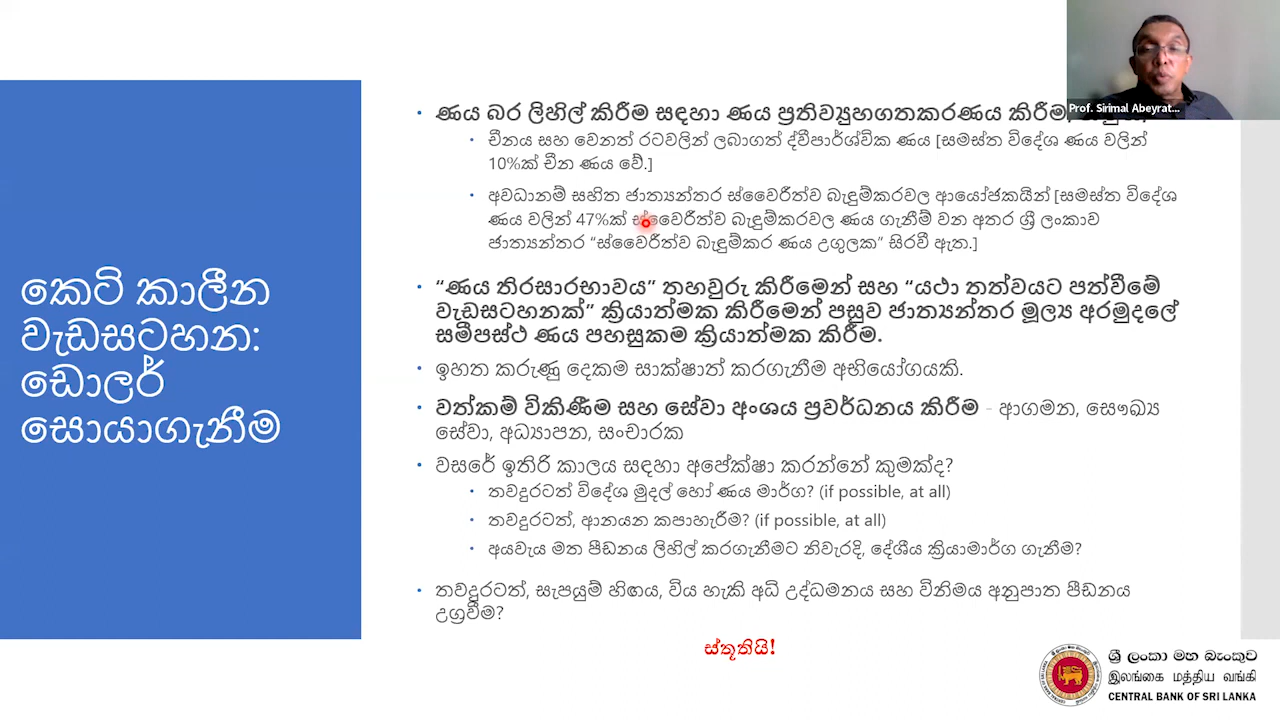 Prof. Sirimal Abeyrat...
කෙටි කාලීන
වැඩසටහන:
ඩොලර්
සොයාගැනීම
• ණය බර ලිහිල් කිරීම සඳහා ණය ප්‍රතිව්‍යුහගතකරණය කිරීම,
• චීනය සහ වෙනත් රටවලින් ලබාගත් ද්විපාර්ශ්වික ණය [සමස්ත විදේශ ණය වලින්
10%ක් චීන ණය වේ.]
• අවධානම් සහිත ජාත්‍යන්තර ස්වෛරීත්ව බැඳුම්කරවල ආයෝජකයින් [සමස්ත විදේශ
ණය වලින් 47%ක් ස්වෛරීත්ව බැඳුම්කරවල ණය ගැනීම් වන අතර ශ්‍රී ලංකාව
ජාත්‍යන්තර “ස්වෛරීත්ව බැඳුම්කර ණය උගුලක” සිරවී ඇත.]
• “ණය තිරසාරභාවය” තහවුරු කිරීමෙන් සහ “යථා තත්වයට පත්වීමේ
වැඩසටහනක්” ක්‍රියාත්මක කිරීමෙන් පසුව ජාත්‍යන්තර මූල්‍ය අරමුදලේ
සමීපස්ථ ණය පහසුකම ක්‍රියාත්මක කිරීම.
• ඉහත කරුණු දෙකම සාක්ෂාත් කරගැනීම අභියෝගයකි.
• වත්කම් විකිණීම සහ සේවා අංශය ප්‍රවර්ධනය කිරීම - ආගමන, සෞඛ්‍ය
සේවා, අධ්‍යාපන, සංචාරක
• වසරේ ඉතිරි කාලය සඳහා අපේක්ෂා කරන්නේ කුමක්ද?
• තවදුරටත් විදේශ මුදල් හෝ ණය මාර්ග? (if possible, at all)
• තවදුරටත්, ආනයන කපාහැරීම? (if possible, at all)
• අයවැය මත පීඩනය ලිහිල් කරගැනීමට නිවැරදි, දේශීය ක්‍රියාමාර්ග ගැනීම?
• තවදුරටත්, සැපයුම් හිඟය, විය හැකි අධි උද්ධමනය සහ විනිමය අනුපාත පීඩනය
උග්‍රවීම?
ස්තූතියි!
ශ්‍රී ලංකා මහ බැංකුව
இலங்கை மத்திய வங்கி
CENTRAL BANK OF SRI LANKA